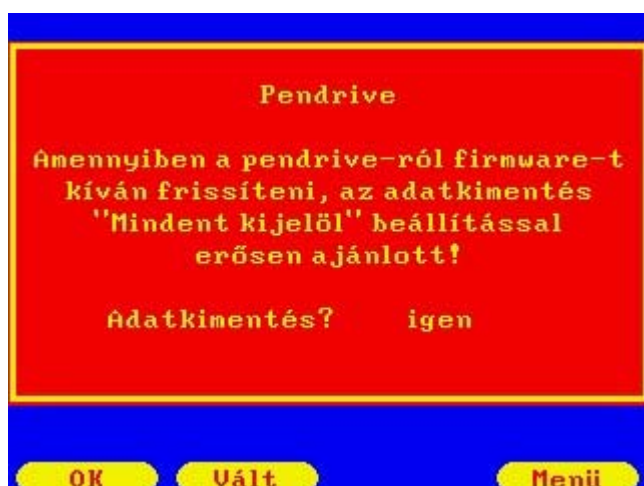 Pendrive
Amennyiben a pendrive-ról firmware-t
kíván frissíteni, az adatkimentés
"Mindent kijelöl" beállítással
erősen ajánlott!
Adatkimentés? igen
OK Vált Menü